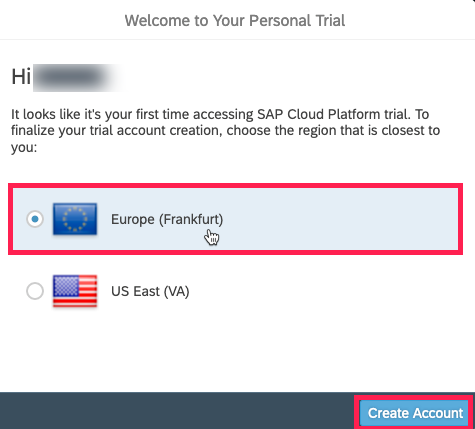 Welcome to Your Personal Trial
Hi
It looks like it's your first time accessing SAP Cloud Platform trial. To
finalize your trial account creation, choose the region that is closest to
you:
Europe (Frankfurt)
US East (VA)
Create Account